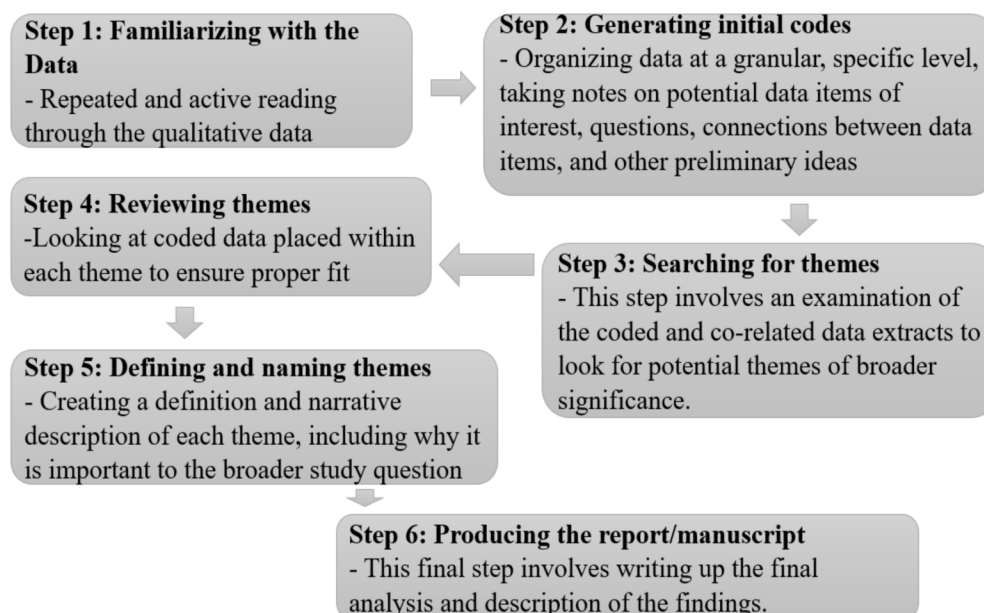 Step 1: Familiarizing with the
Data
- Repeated and active reading
through the qualitative data
Step 2: Generating initial codes
- Organizing data at a granular, specific level,
taking notes on potential data items of
interest, questions, connections between data
items, and other preliminary ideas
Step 3: Searching for themes
- This step involves an examination of
the coded and co-related data extracts to
look for potential themes of broader
significance.
Step 4: Reviewing themes
-Looking at coded data placed within
each theme to ensure proper fit
Step 5: Defining and naming themes
- Creating a definition and narrative
description of each theme, including why it
is important to the broader study question
Step 6: Producing the report/manuscript
- This final step involves writing up the final
analysis and description of the findings.